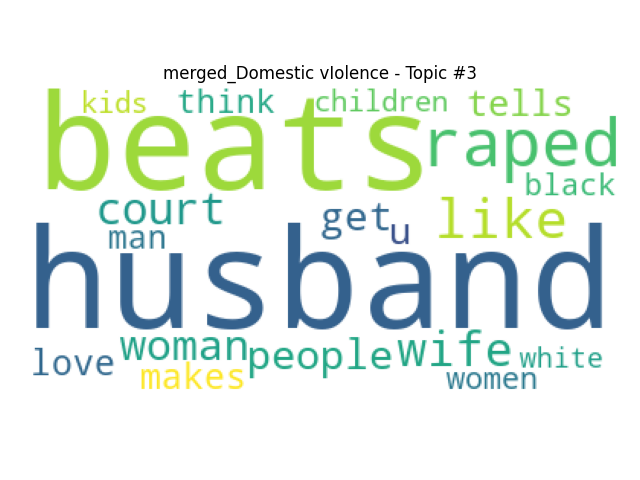 merged_Domestic vIolence - Topic #3
kids think children tells
beats raped
black
court get like
man u
husband
woman people wife white
love makes women